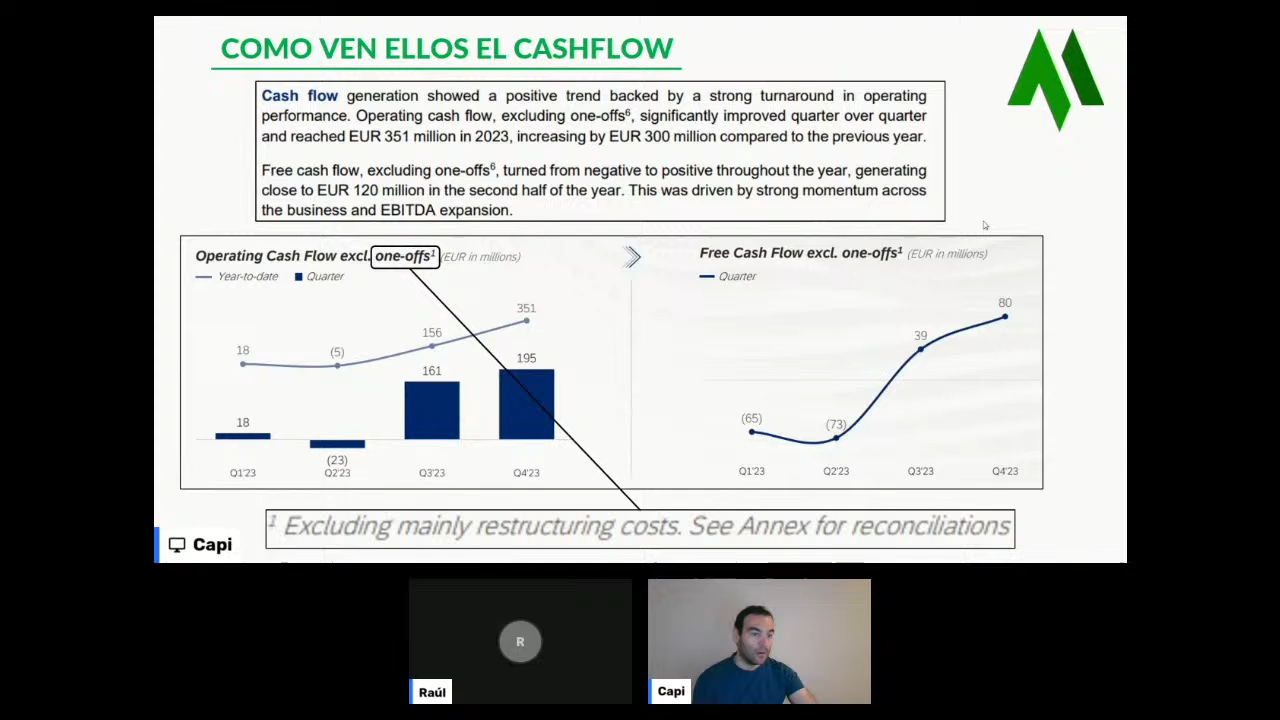 COMO VEN ELLOS EL CASHFLOW
Cash flow generation showed a positive trend backed by a strong turnaround in operating
performance. Operating cash flow, excluding one-offs⁶, significantly improved quarter over quarter
and reached EUR 351 million in 2023, increasing by EUR 300 million compared to the previous year.
Free cash flow, excluding one-offs⁶, turned from negative to positive throughout the year, generating
close to EUR 120 million in the second half of the year. This was driven by strong momentum across
the business and EBITDA expansion.
Operating Cash Flow excl. one-offs¹ (EUR in millions)
Year-to-date Quarter
18 (5) 156 351
18 (23) 161 195
Q1'23 Q2'23 Q3'23 Q4'23
Free Cash Flow excl. one-offs¹ (EUR in millions)
Quarter
(65) (73) 39 80
Q1'23 Q2'23 Q3'23 Q4'23
¹ Excluding mainly restructuring costs. See Annex for reconciliations
Capi
R
Raúl
Capi